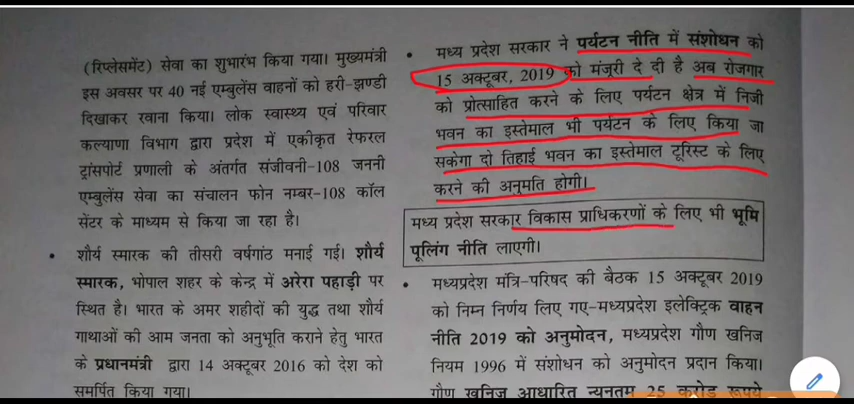 (रिप्लेसमेंट) सेवा का शुभारंभ किया गया। मुख्यमंत्री
इस अवसर पर 40 नई एम्बुलेंस वाहनों को हरी-झण्डी
दिखाकर रवाना किया। लोक स्वास्थ्य एवं परिवार
कल्याणा विभाग द्वारा प्रदेश में एकीकृत रेफरल
ट्रांसपोर्ट प्रणाली के अंतर्गत संजीवनी-108 जननी
एम्बुलेंस सेवा का संचालन फोन नम्बर-108 कॉल
सेंटर के माध्यम से किया जा रहा है।
• शौर्य स्मारक की तीसरी वर्षगांठ मनाई गई। शौर्य
स्मारक, भोपाल शहर के केन्द्र में अरेरा पहाड़ी पर
स्थित है। भारत के अमर शहीदों की युद्ध तथा शौर्य
गाथाओं की आम जनता को अनुभूति कराने हेतु भारत
के प्रधानमंत्री द्वारा 14 अक्टूबर 2016 को देश को
समर्पित किया गया।
• मध्य प्रदेश सरकार ने पर्यटन नीति में संशोधन को
15 अक्टूबर, 2019 को मंजूरी दे दी है अब रोजगार
को प्रोत्साहित करने के लिए पर्यटन क्षेत्र में निजी
भवन का इस्तेमाल भी पर्यटन के लिए किया जा
सकेगा दो तिहाई भवन का इस्तेमाल टूरिस्ट के लिए
करने की अनुमति होगी।
मध्य प्रदेश सरकार विकास प्राधिकरणों के लिए भी भूमि
पूलिंग नीति लाएगी।
• मध्यप्रदेश मंत्रि-परिषद की बैठक 15 अक्टूबर 2019
को निम्न निर्णय लिए गए-मध्यप्रदेश इलेक्ट्रिक वाहन
नीति 2019 को अनुमोदन, मध्यप्रदेश गौण खनिज
नियम 1996 में संशोधन को अनुमोदन प्रदान किया।
गौण खनिज आधारित न्यूनतम 25 करोड़ रूपये